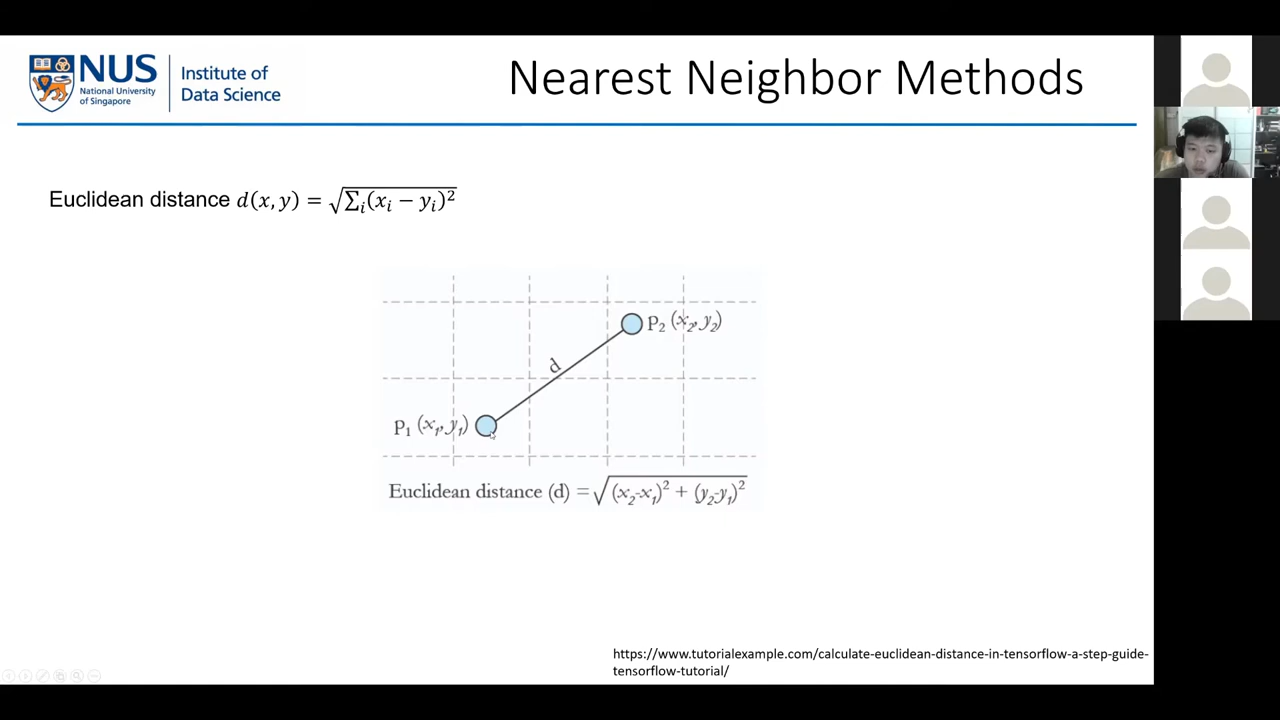 NUS
National University
of Singapore
Institute of
Data Science
Nearest Neighbor Methods
Euclidean distance d(x, y) = √∑ᵢ(xᵢ − yᵢ)²
P₂ (x₂, y₂)
d
P₁ (x₁, y₁)
Euclidean distance (d) = √(x₂-x₁)² + (y₂-y₁)²
https://www.tutorialexample.com/calculate-euclidean-distance-in-tensorflow-a-step-guide-
tensorflow-tutorial/